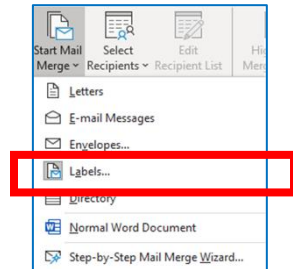 Start Mail Select Edit
Merge Recipients Recipient List
Letters
E-mail Messages
Envelopes...
Labels...
Directory
Normal Word Document
Step-by-Step Mail Merge Wizard...